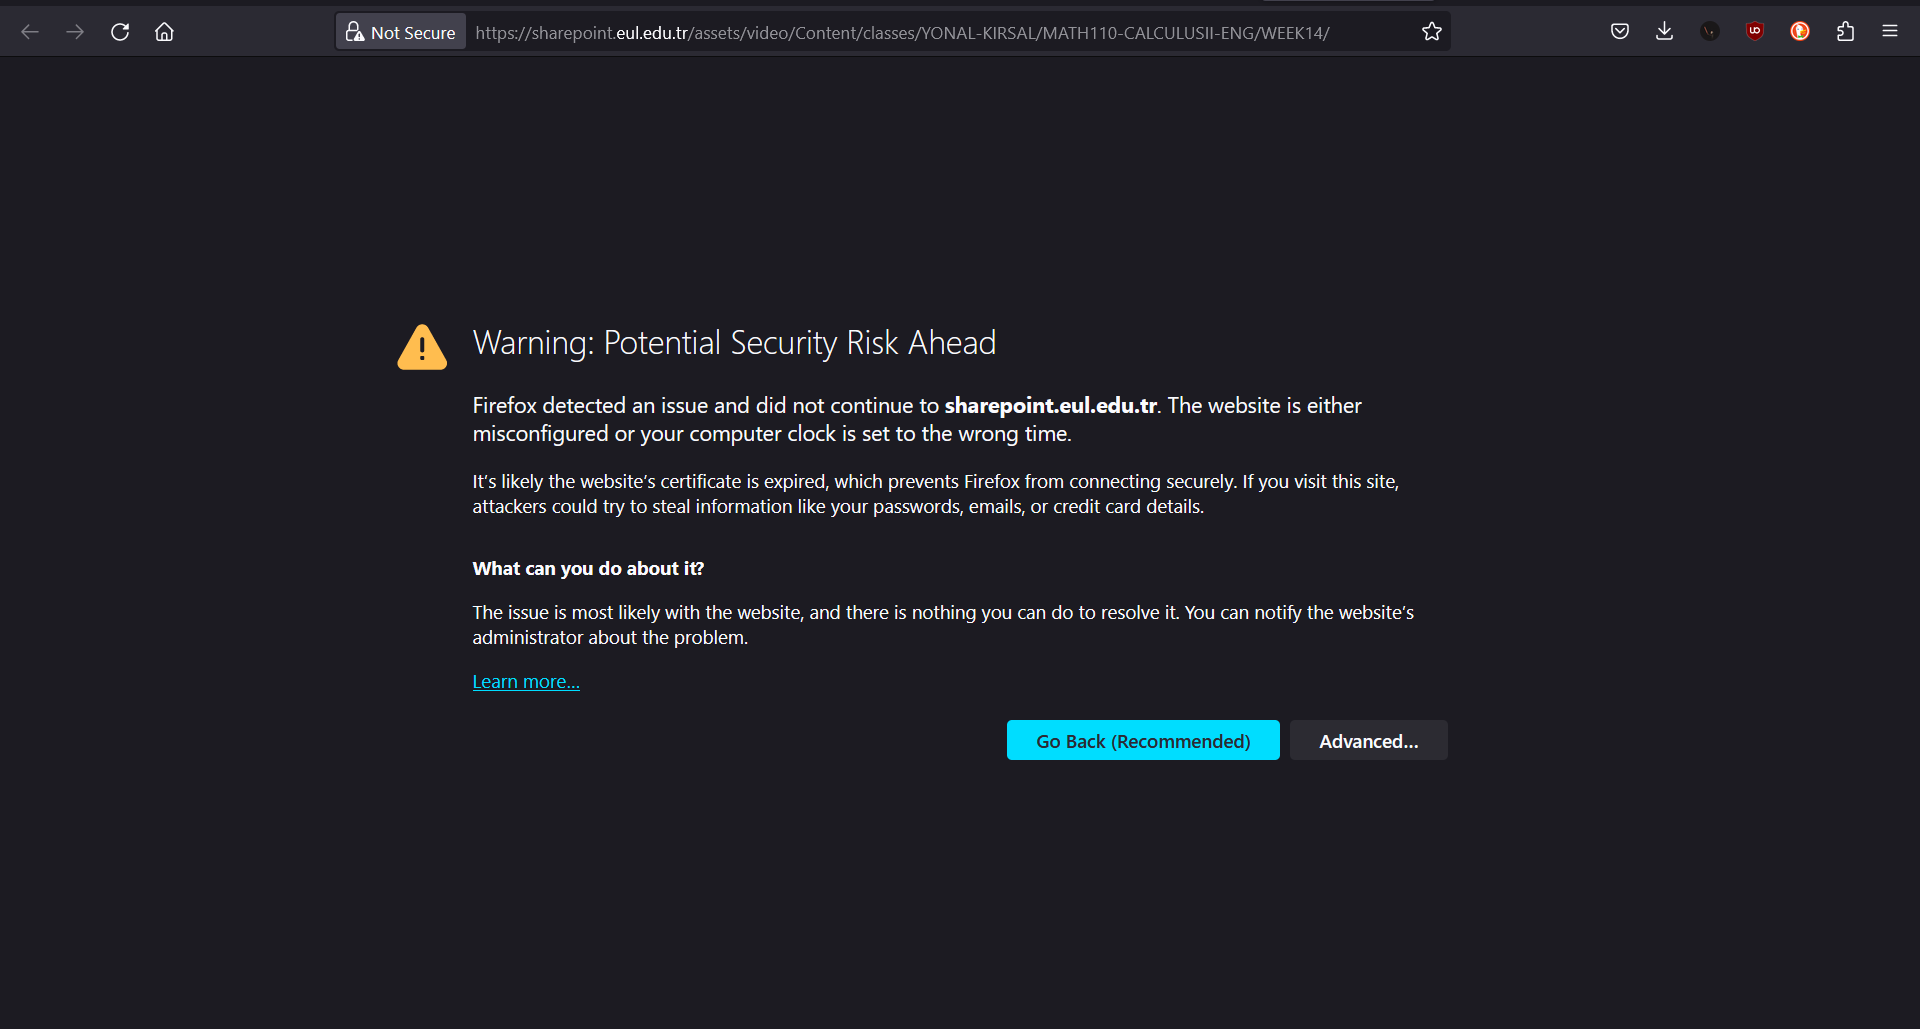 Not Secure
https://sharepoint.eul.edu.tr/assets/video/Content/classes/YONAL-KIRSAL/MATH110-CALCULUSII-ENG/WEEK14/
Warning: Potential Security Risk Ahead
Firefox detected an issue and did not continue to sharepoint.eul.edu.tr. The website is either
misconfigured or your computer clock is set to the wrong time.
It’s likely the website’s certificate is expired, which prevents Firefox from connecting securely. If you visit this site,
attackers could try to steal information like your passwords, emails, or credit card details.
What can you do about it?
The issue is most likely with the website, and there is nothing you can do to resolve it. You can notify the website’s
administrator about the problem.
Learn more…
Go Back (Recommended)
Advanced…